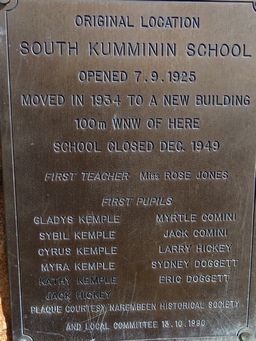 ORIGINAL LOCATION
SOUTH KUMMININ SCHOOL
OPENED 7.9.1925
MOVED IN 1934 TO A NEW BUILDING
100m WNW OF HERE
SCHOOL CLOSED DEC. 1949
FIRST TEACHER Miss ROSE JONES
FIRST PUPILS
GLADYS KEMPLE MYRTLE COMINI
SYBIL KEMPLE JACK COMINI
CYRUS KEMPLE LARRY HICKEY
MYRA KEMPLE SYDNEY DOGGETT
KATHY KEMPLE ERIC DOGGETT
JACK HICKEY
PLAQUE COURTESY NAREMBEEN HISTORICAL SOCIETY
AND LOCAL COMMITTEE 13.10.1990